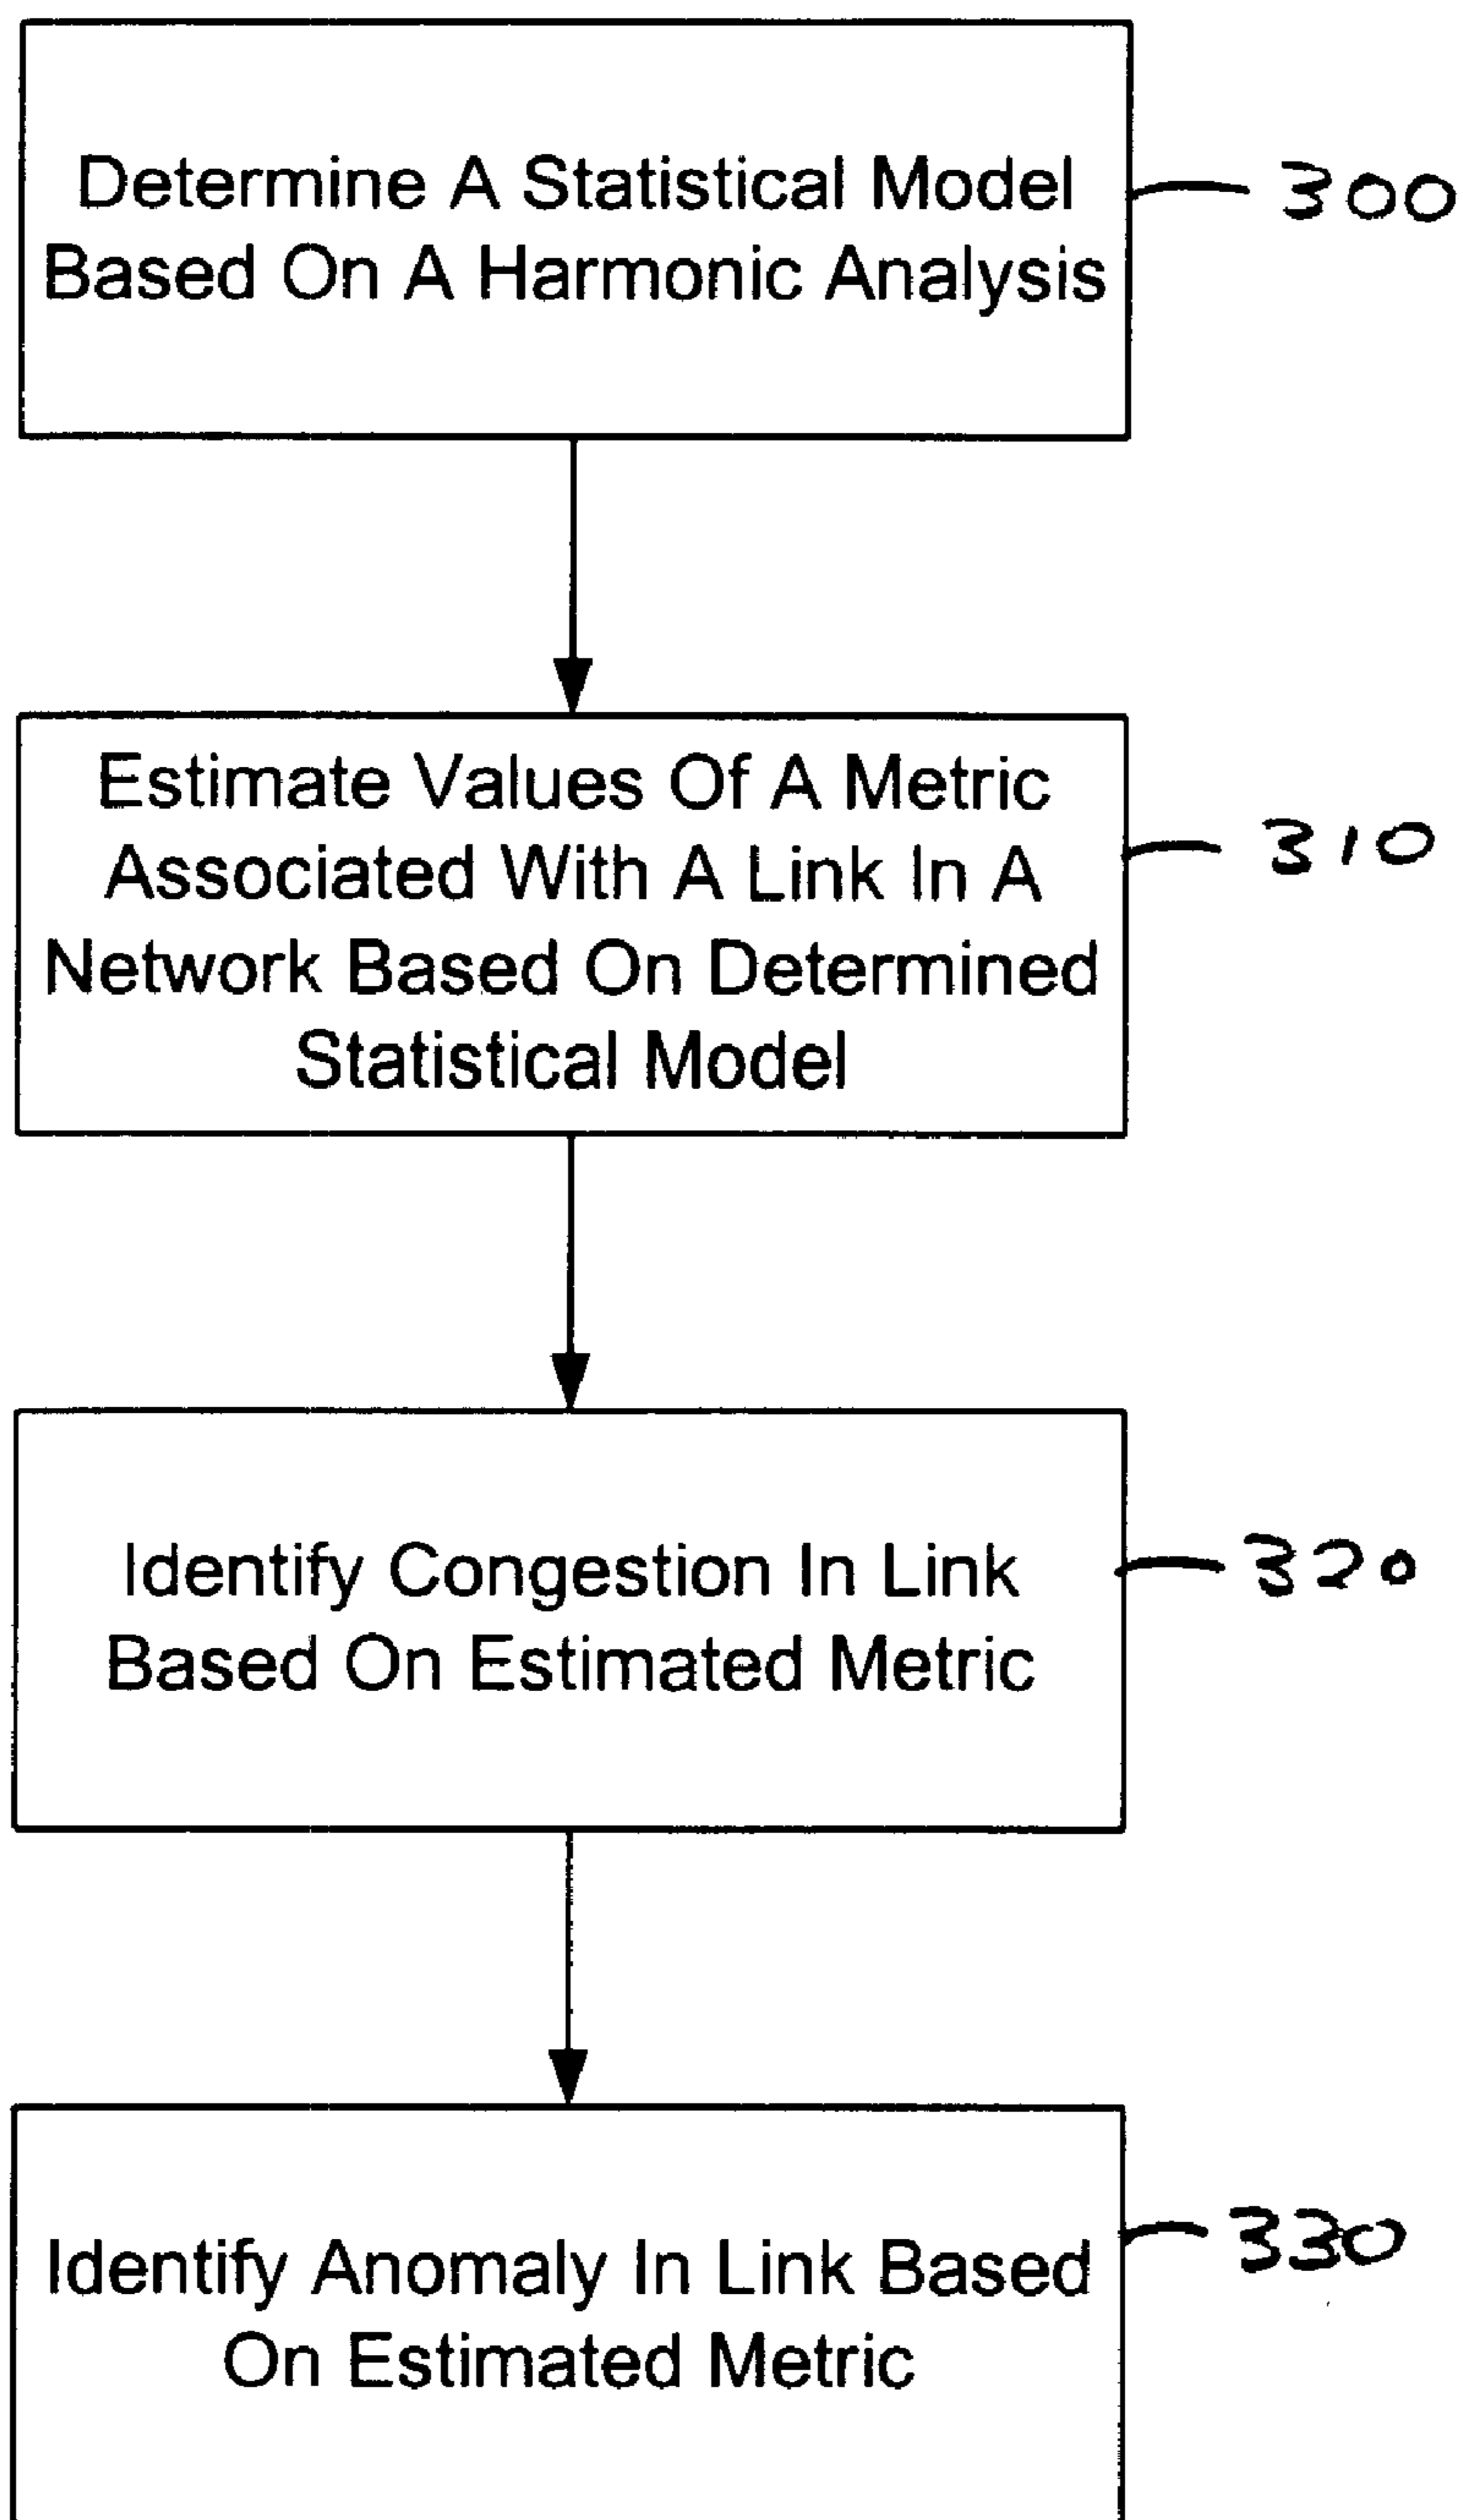 Determine A Statistical Model
Based On A Harmonic Analysis
300
Estimate Values Of A Metric
Associated With A Link In A
Network Based On Determined
Statistical Model
310
Identify Congestion In Link
Based On Estimated Metric
320
Identify Anomaly In Link Based
On Estimated Metric
330